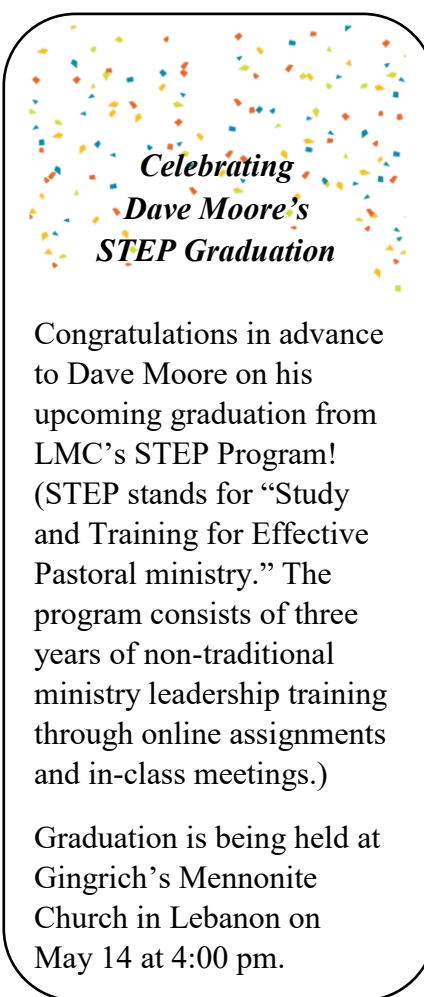 Celebrating
Dave Moore’s
STEP Graduation
Congratulations in advance
to Dave Moore on his
upcoming graduation from
LMC’s STEP Program!
(STEP stands for “Study
and Training for Effective
Pastoral ministry.” The
program consists of three
years of non-traditional
ministry leadership training
through online assignments
and in-class meetings.)
Graduation is being held at
Gingrich’s Mennonite
Church in Lebanon on
May 14 at 4:00 pm.